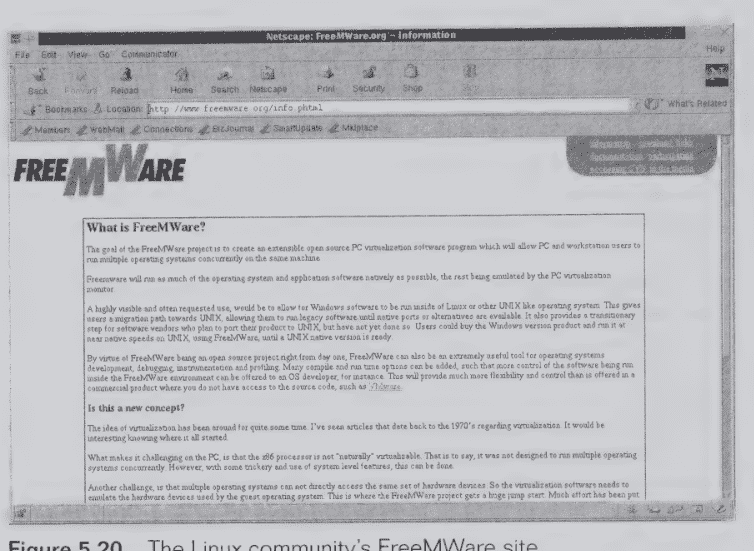 Netscape: FreeMWare.org - Information
File Edit View Go Communicator Help
Back Forward Reload Home Search Netscape Print Security Shop
Bookmarks Location: http //www freemware org/info phtml What's Related
Members WebMail Connections BizJournal SmartUpdate Mktplace
FREEMWARE
What is FreeMWare?
The goal of the FreeMWare project is to create an extensible open source PC virtualization software program which will allow PC and workstation users to
run multiple operating systems concurrently on the same machine
Freemware will run as much of the operating system and application software natively as possible, the rest being emulated by the PC virtualization
monitor
A highly visible and often requested use, would be to allow for Windows software to be run inside of Linux or other UNIX like operating system This gives
users a migration path towards UNIX, allowing them to run legacy software until native ports or alternatives are available. It also provides a transitionary
step for software vendors who plan to port their product to UNIX, but have not yet done so Users could buy the Windows version product and run it at
near native speeds on UNIX, using FreeMWare, until a UNIX native version is ready.
By virtue of FreeMWare being an open source project right from day one, FreeMWare can also be an extremely useful tool for operating systems
development, debugging, instrumentation and profiling. Many compile and run time options can be added, such that more control of the software being run
inside the FreeMWare environment can be offered to an OS developer, for instance. This will provide much more flexibility and control than is offered in a
commercial product where you do not have access to the source code, such as VMware.
Is this a new concept?
The idea of virtualization has been around for quite some time. I've seen articles that date back to the 1970's regarding virtualization. It would be
interesting knowing where it all started.
What makes it challenging on the PC, is that the x86 processor is not "naturally" virtualizable. That is to say, it was not designed to run multiple operating
systems concurrently. However, with some trickery and use of system level features, this can be done.
Another challenge, is that multiple operating systems can not directly access the same set of hardware devices. So the virtualization software needs to
emulate the hardware devices used by the guest operating system. This is where the FreeMWare project gets a huge jump start. Much effort has been put
Figure 5.20 The Linux community's FreeMWare site